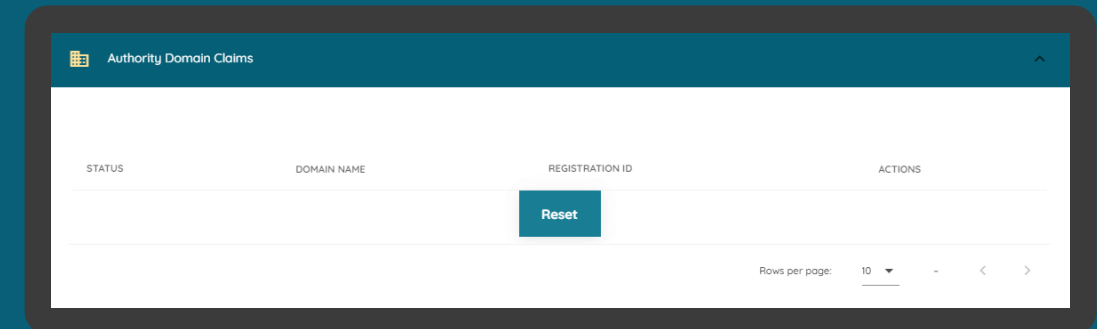 Authority Domain Claims
STATUS DOMAIN NAME REGISTRATION ID ACTIONS
Reset
Rows per page: 10 -